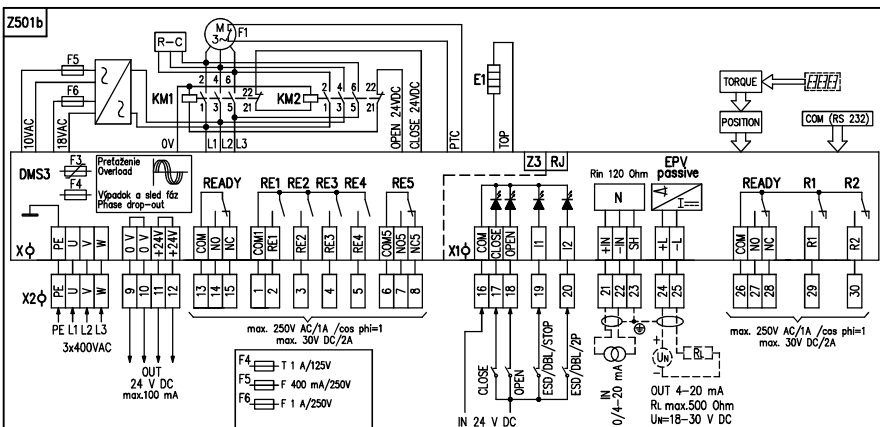 Z501b
F5
F6
10VAC
18VAC
R-C
M
3~
F1
2 4 6
22
KM1
1 3 5
21
2 4 6
22
KM2
1 3 5
21
0V
L1 L2 L3
OPEN 24VDC
CLOSE 24VDC
PTC
E1
TOP
TORQUE
POSITION
COM (RS 232)
DMS3
F3
F4
Preťaženie
Overload
Výpadok a sled fáz
Phase drop-out
READY
RE1 RE2 RE3 RE4
RE5
Z3 RJ
Rin 120 Ohm
N
EPV
passive
I
READY
R1
R2
X
PE U V W
0 V
0 V
+24V
+24V
COM NO NC
COM1 RE1 RE2 RE3 RE4
COM5 NO5 NC5
X1
COM CLOSE OPEN I1 I2
+IN -IN SH
+L -L
COM NO NC R1 R2
X2
PE U V W
9 10 11 12
13 14 15
1 2 3 4 5 6 7 8
16 17 18 19 20
21 22 23
24 25
26 27 28 29 30
PE L1 L2 L3
3x400VAC
OUT
24 V DC
max.100 mA
max. 250V AC/1A /cos phi=1
max. 30V DC/2A
F4 T 1 A/125V
F5 F 400 mA/250V
F6 F 1 A/250V
CLOSE
OPEN
ESD/DBL/STOP
ESD/DBL/2P
IN 24 V DC
IN
0/4-20 mA
+
UN
-
RL
OUT 4-20 mA
RL max.500 Ohm
UN=18-30 V DC
max. 250V AC/1A /cos phi=1
max. 30V DC/2A